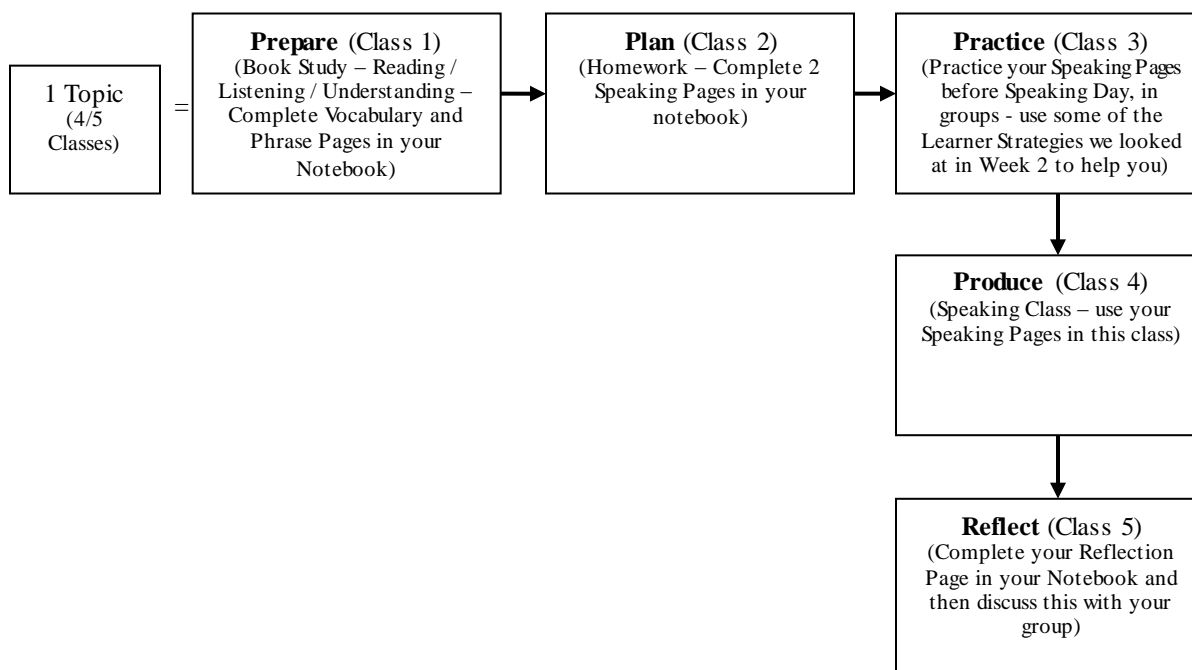 1 Topic
(4/5
Classes)
=
Prepare (Class 1)
(Book Study – Reading /
Listening / Understanding –
Complete Vocabulary and
Phrase Pages in your
Notebook)
Plan (Class 2)
(Homework – Complete 2
Speaking Pages in your
notebook)
Practice (Class 3)
(Practice your Speaking Pages
before Speaking Day, in
groups - use some of the
Learner Strategies we looked
at in Week 2 to help you)
Produce (Class 4)
(Speaking Class – use your
Speaking Pages in this class)
Reflect (Class 5)
(Complete your Reflection
Page in your Notebook and
then discuss this with your
group)